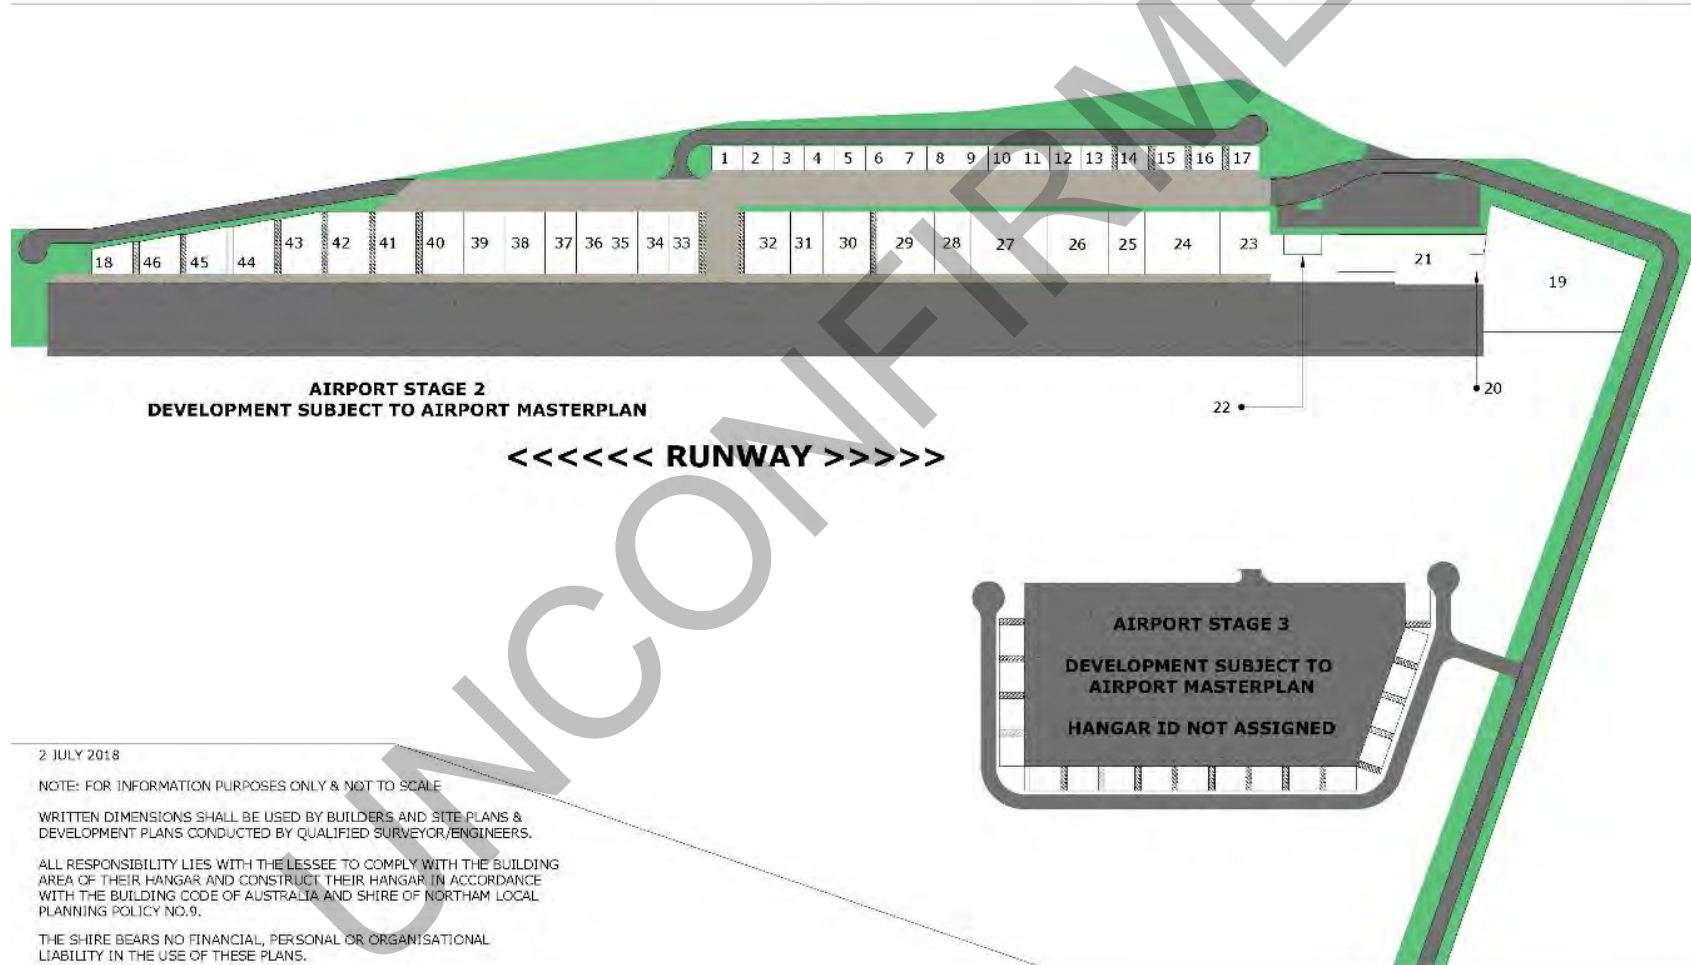 1 2 3 4 5 6 7 8 9 10 11 12 13 14 15 16 17
18 46 45 44 43 42 41 40 39 38 37 36 35 34 33 32 31 30 29 28 27 26 25 24 23 21 19
20
22
AIRPORT STAGE 2
DEVELOPMENT SUBJECT TO AIRPORT MASTERPLAN
<<<<<< RUNWAY >>>>>
AIRPORT STAGE 3
DEVELOPMENT SUBJECT TO
AIRPORT MASTERPLAN
HANGAR ID NOT ASSIGNED
2 JULY 2018
NOTE: FOR INFORMATION PURPOSES ONLY & NOT TO SCALE
WRITTEN DIMENSIONS SHALL BE USED BY BUILDERS AND SITE PLANS &
DEVELOPMENT PLANS CONDUCTED BY QUALIFIED SURVEYOR/ENGINEERS.
ALL RESPONSIBILITY LIES WITH THE LESSEE TO COMPLY WITH THE BUILDING
AREA OF THEIR HANGAR AND CONSTRUCT THEIR HANGAR IN ACCORDANCE
WITH THE BUILDING CODE OF AUSTRALIA AND SHIRE OF NORTHAM LOCAL
PLANNING POLICY NO.9.
THE SHIRE BEARS NO FINANCIAL, PERSONAL OR ORGANISATIONAL
LIABILITY IN THE USE OF THESE PLANS.
UNCONFIRME